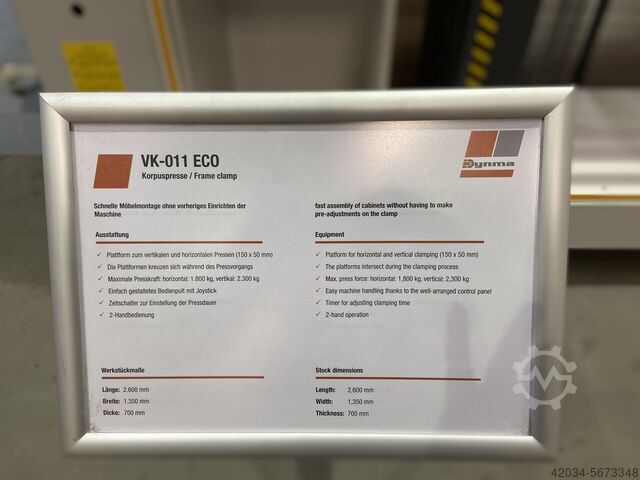 VK-011 ECO
Korpuspresse / Frame clamp
Dynma
Schnelle Möbelmontage ohne vorheriges Einrichten der
Maschine
Ausstattung
✓ Plattform zum vertikalen und horizontalen Pressen (150 x 50 mm)
✓ Die Platformen kreuzen sich während des Pressvorgangs
✓ Maximale Presskraft: horizontal: 1.800 kg, vertikal: 2.300 kg
✓ Einfach gestaltetes Bedienpult mit Joystick
✓ Zeitschalter zur Einstellung der Pressdauer
✓ 2-Handbedienung
Werkstückmaße
Länge: 2.600 mm
Breite: 1.350 mm
Dicke: 700 mm
fast assembly of cabinets without having to make
pre-adjustments on the clamp
Equipment
✓ Platform for horizontal and vertical clamping (150 x 50 mm)
✓ The platforms intersect during the clamping process
✓ Max. press force: horizontal: 1,800 kg, vertical: 2,300 kg
✓ Easy machine handling thanks to the well-arranged control panel
✓ Timer for adjusting clamping time
✓ 2-hand operation
Stock dimensions
Length: 2,600 mm
Width: 1,350 mm
Thickness: 700 mm
42034-5673348